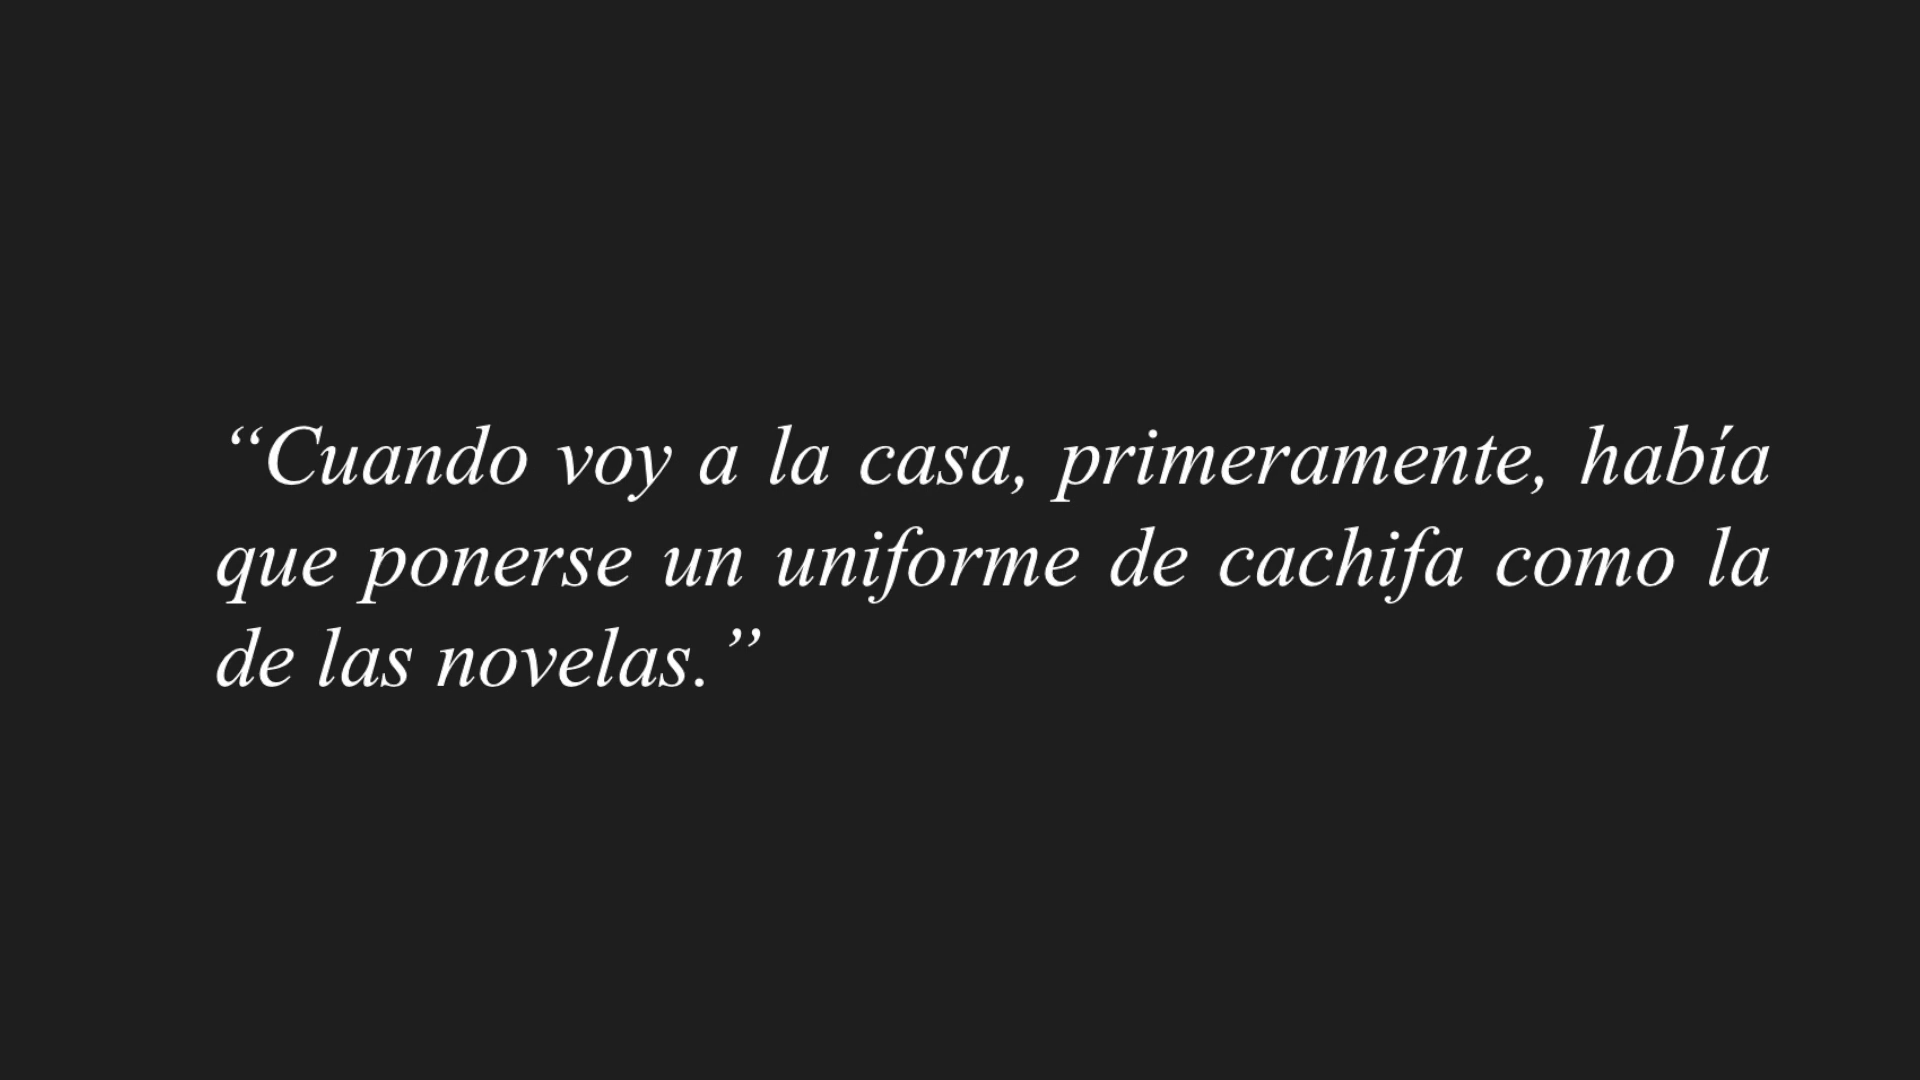 “Cuando voy a la casa, primeramente, había
que ponerse un uniforme de cachifa como la
de las novelas.”